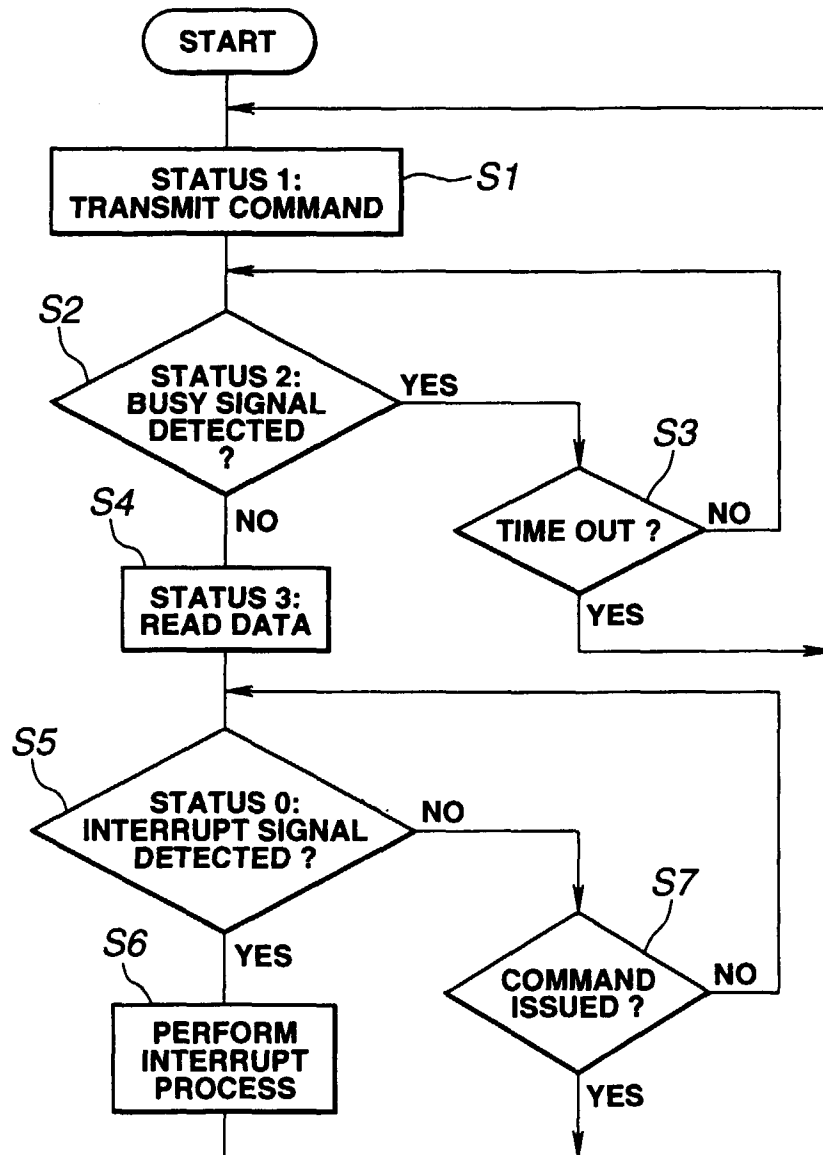 START
STATUS 1:
TRANSMIT COMMAND
S1
S2
STATUS 2:
BUSY SIGNAL
DETECTED
?
YES
NO
S3
TIME OUT ?
NO
YES
S4
STATUS 3:
READ DATA
S5
STATUS 0:
INTERRUPT SIGNAL
DETECTED ?
NO
YES
S7
COMMAND
ISSUED ?
NO
YES
S6
PERFORM
INTERRUPT
PROCESS